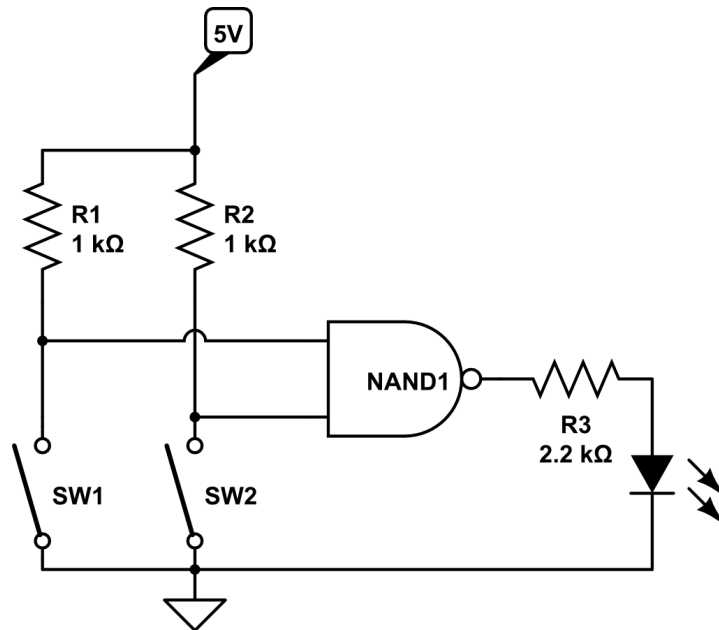 5V
R1
1 kΩ
R2
1 kΩ
NAND1
R3
2.2 kΩ
SW1
SW2